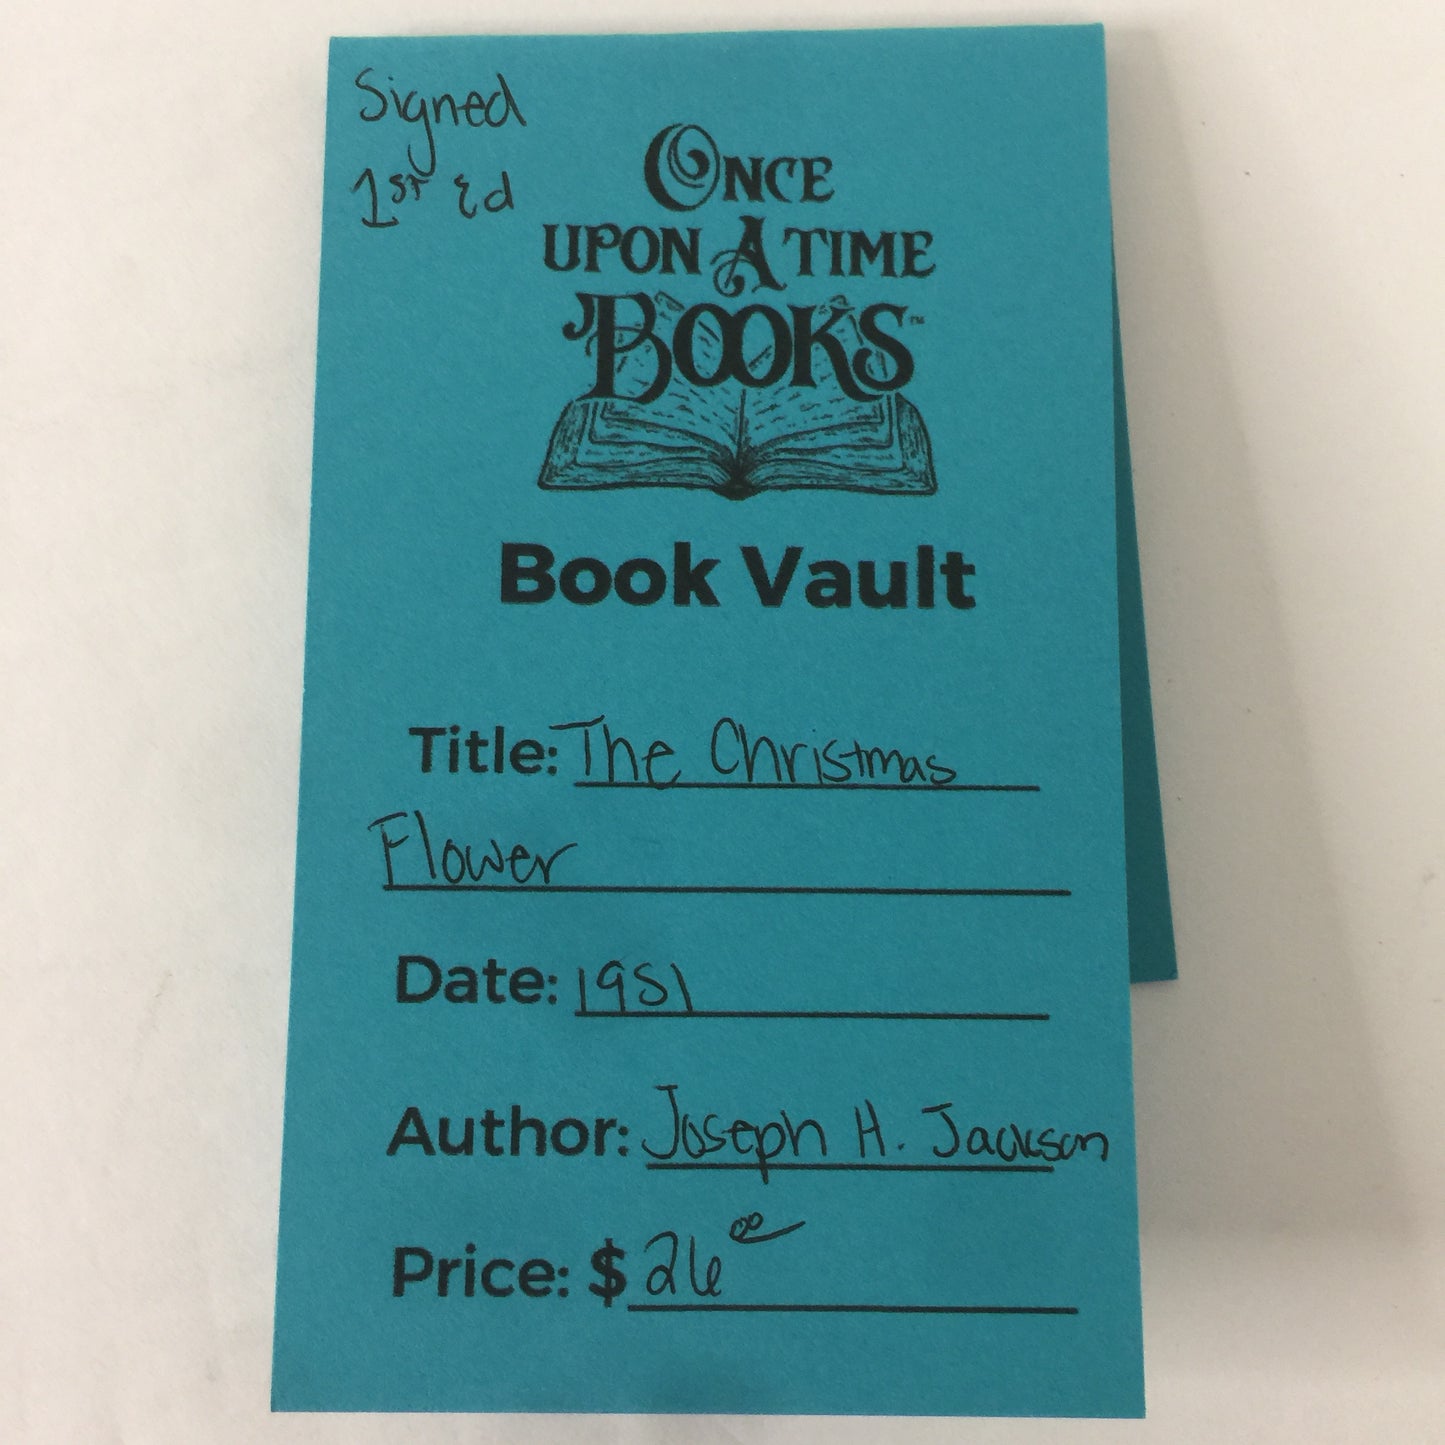 Signed
1st Ed
ONCE
UPON A TIME
BOOKS™
Book Vault
Title: The Christmas
Flower
Date: 1951
Author: Joseph H. Jackson
Price: $ 26 00